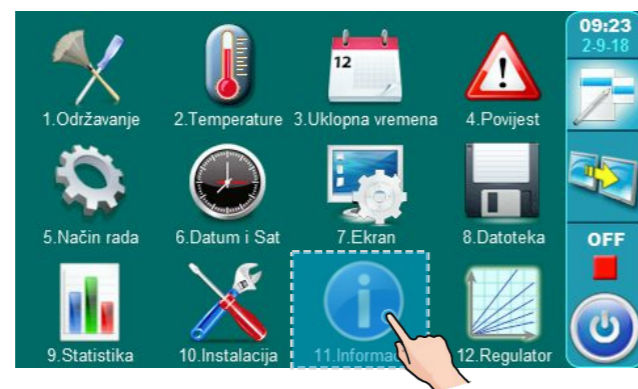 09:23
2-9-18
12
1.Održavanje
2.Temperature
3.Uklopna vremena
4.Povijest
5.Način rada
6.Datum i Sat
7.Ekran
8.Datoteka
OFF
9.Statistika
10.Instalacija
12.Regulator